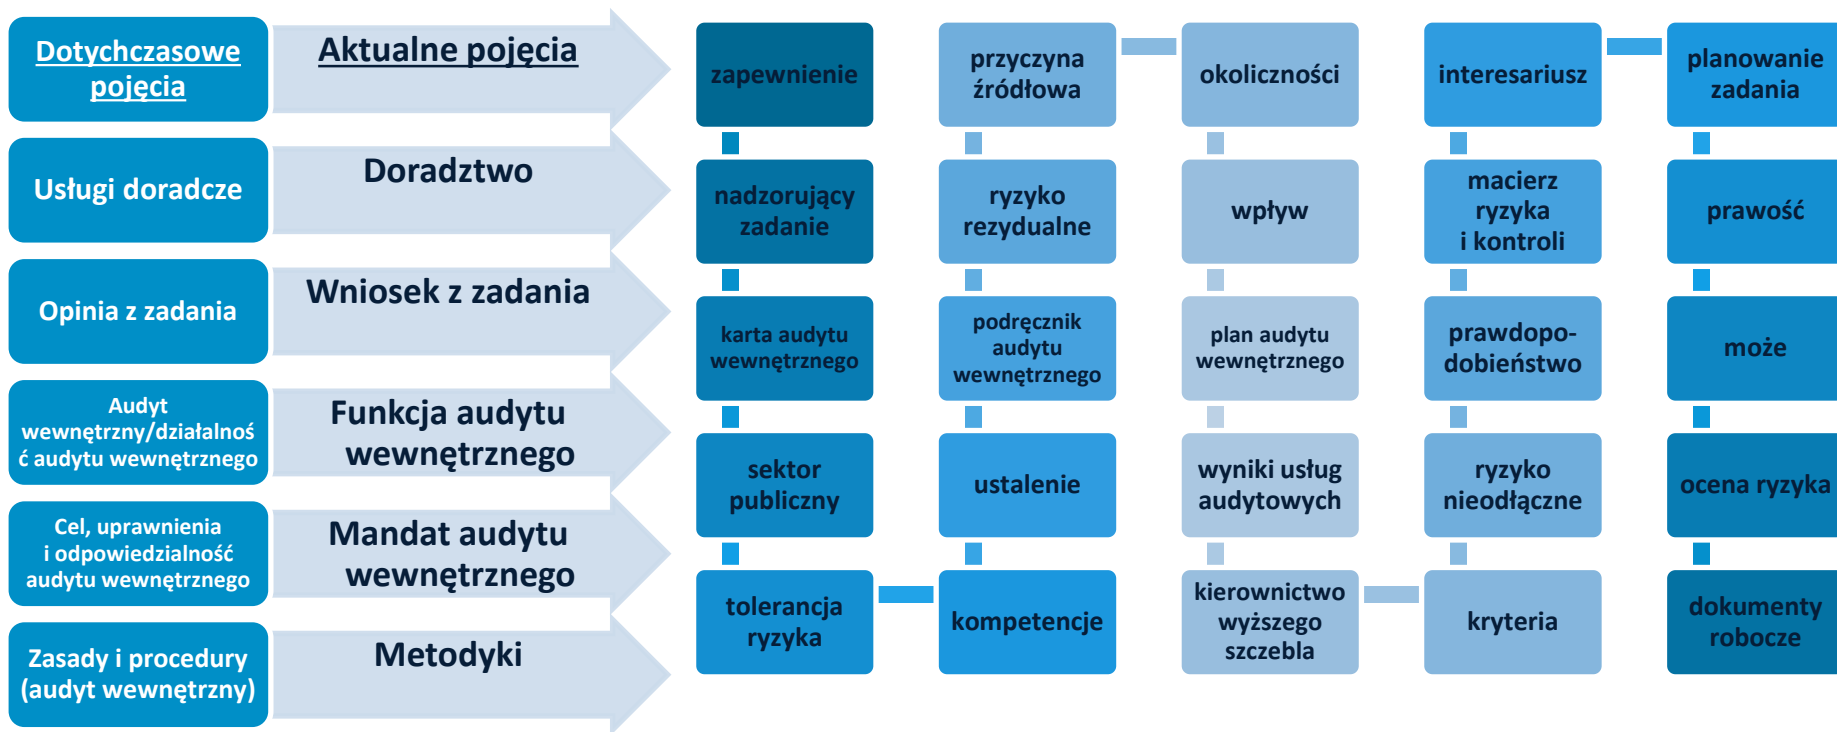 Dotychczasowe
pojęcia
Aktualne pojęcia
Usługi doradcze
Doradztwo
Opinia z zadania
Wniosek z zadania
Audyt
wewnętrzny/działalnoś
ć audytu wewnętrznego
Funkcja audytu
wewnętrznego
Cel, uprawnienia
i odpowiedzialność
audytu wewnętrznego
Mandat audytu
wewnętrznego
Zasady i procedury
(audyt wewnętrzny)
Metodyki
zapewnienie
nadzorujący
zadanie
karta audytu
wewnętrznego
sektor
publiczny
tolerancja
ryzyka
kompetencje
ustalenie
podręcznik
audytu
wewnętrznego
ryzyko
rezydualne
przyczyna
źródłowa
okoliczności
wpływ
plan audytu
wewnętrznego
wyniki usług
audytowych
kierownictwo
wyższego
szczebla
kryteria
ryzyko
nieodłączne
prawdopo-
dobieństwo
macierz
ryzyka
i kontroli
interesariusz
planowanie
zadania
prawość
może
ocena ryzyka
dokumenty
robocze